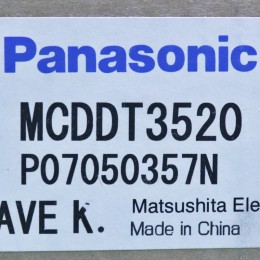 Panasonic
MCDDT3520
P07050357N
AVE K.
Matsushita Ele
Made in China